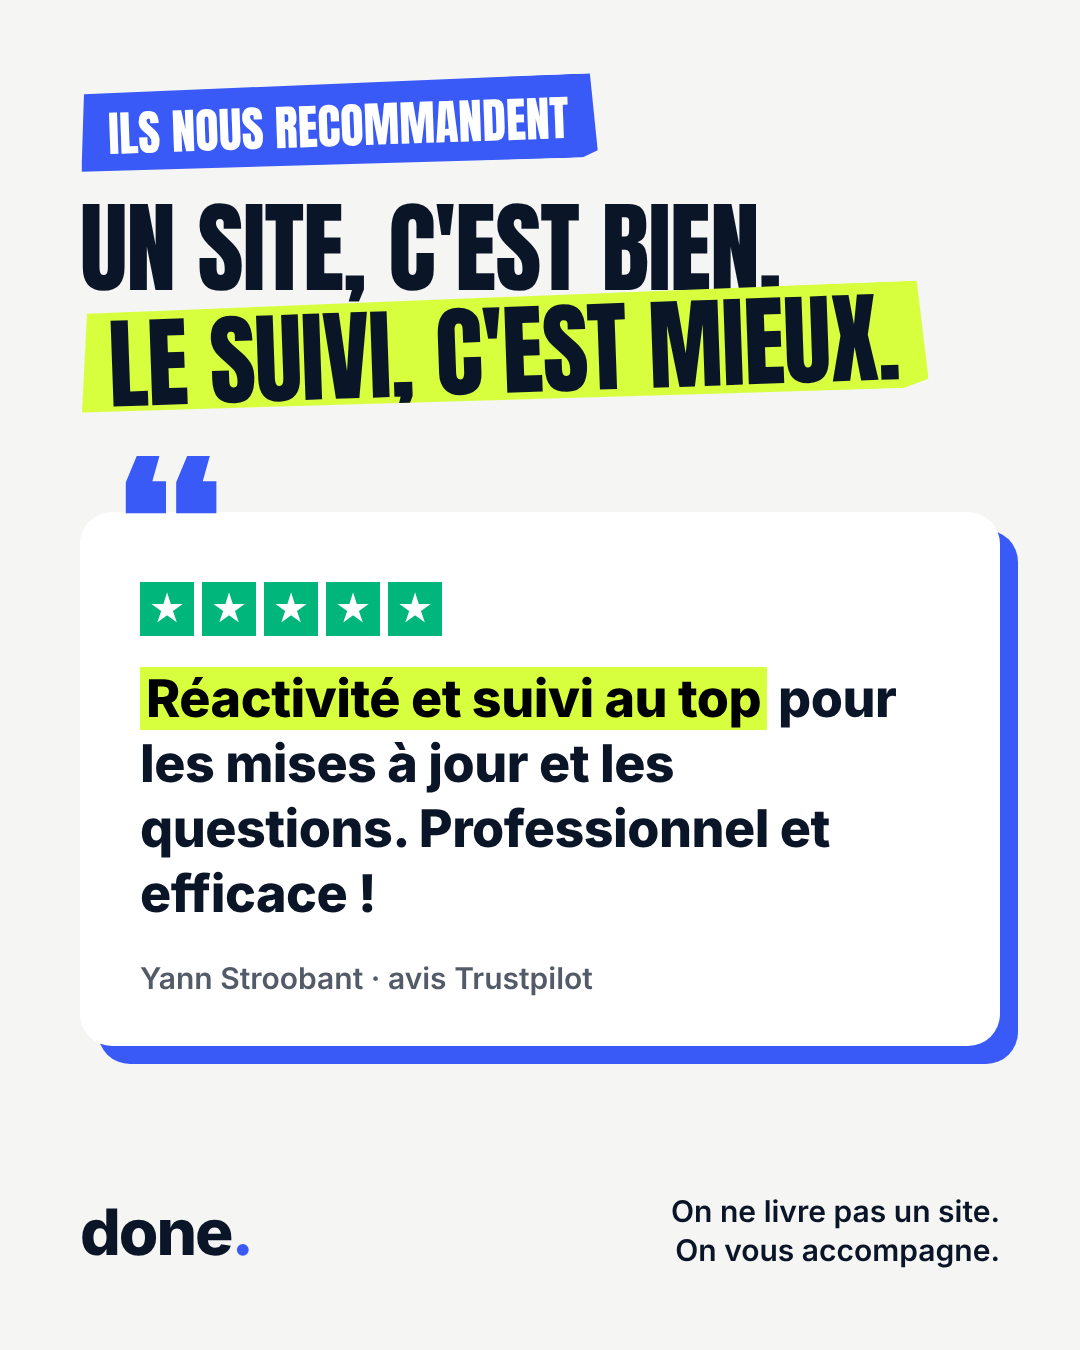 ILS NOUS RECOMMANDENT
UN SITE, C'EST BIEN.
LE SUIVI, C'EST MIEUX.
❝
Réactivité et suivi au top pour
les mises à jour et les
questions. Professionnel et
efficace !
Yann Stroobant · avis Trustpilot
done.
On ne livre pas un site.
On vous accompagne.